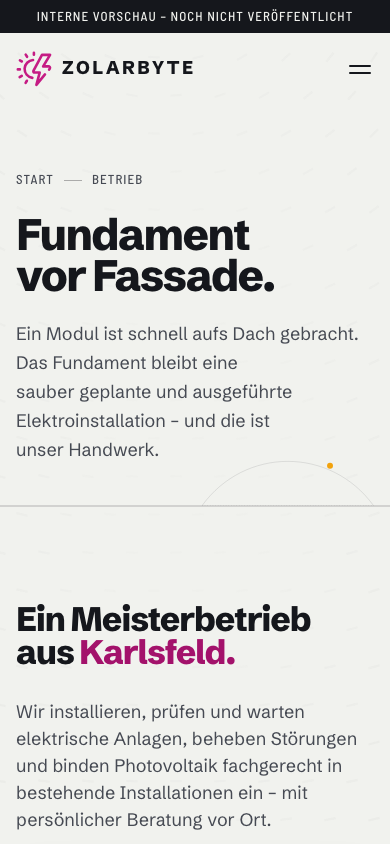 INTERNE VORSCHAU – NOCH NICHT VERÖFFENTLICHT
ZOLARBYTE
START — BETRIEB
Fundament
vor Fassade.
Ein Modul ist schnell aufs Dach gebracht.
Das Fundament bleibt eine
sauber geplante und ausgeführte
Elektroinstallation – und die ist
unser Handwerk.
Ein Meisterbetrieb
aus Karlsfeld.
Wir installieren, prüfen und warten
elektrische Anlagen, beheben Störungen
und binden Photovoltaik fachgerecht in
bestehende Installationen ein – mit
persönlicher Beratung vor Ort.